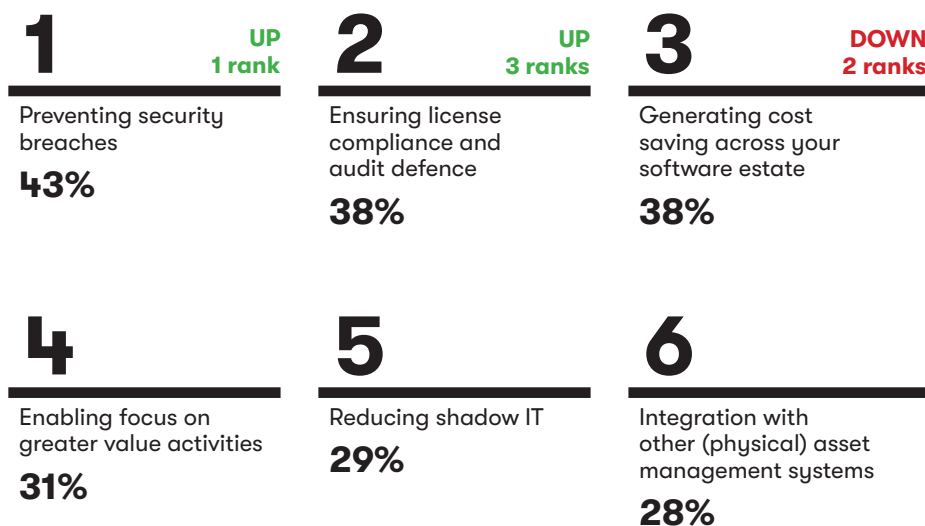 1
UP
1 rank
Preventing security
breaches
43%
2
UP
3 ranks
Ensuring license
compliance and
audit defence
38%
3
DOWN
2 ranks
Generating cost
saving across your
software estate
38%
4
Enabling focus on
greater value activities
31%
5
Reducing shadow IT
29%
6
Integration with
other (physical) asset
management systems
28%